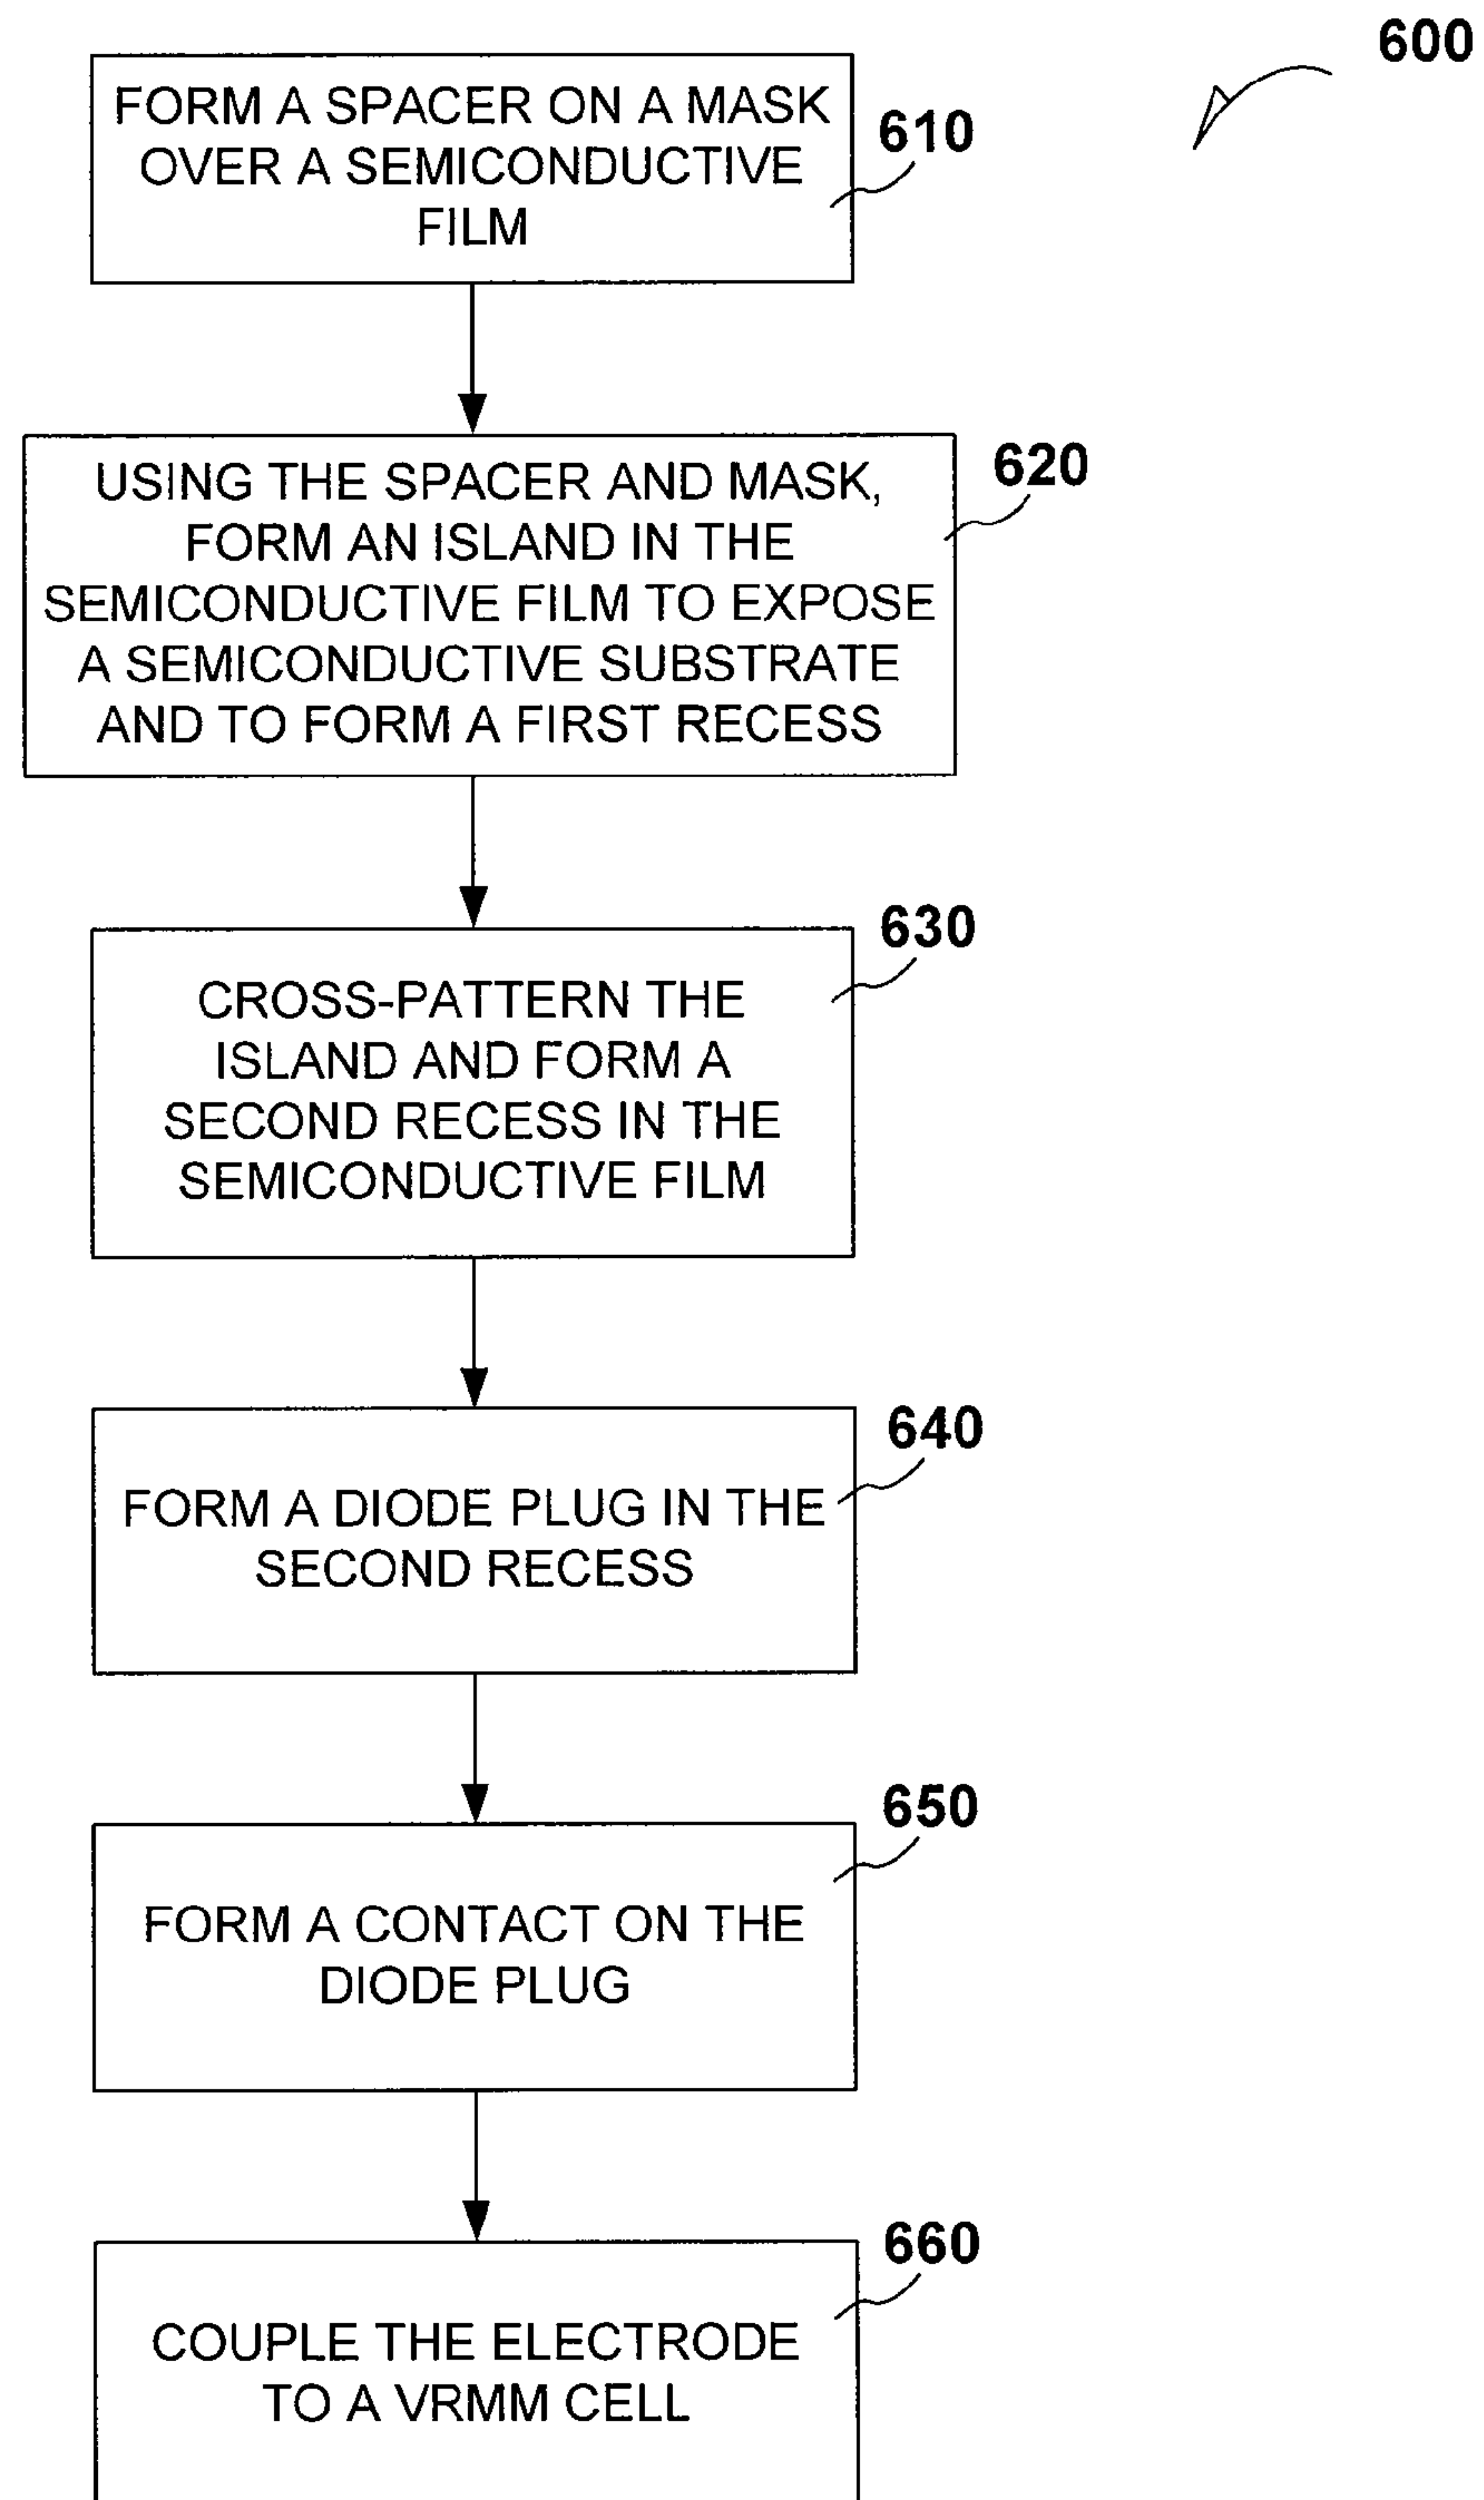 600
FORM A SPACER ON A MASK
OVER A SEMICONDUCTIVE
FILM
610
USING THE SPACER AND MASK,
FORM AN ISLAND IN THE
SEMICONDUCTIVE FILM TO EXPOSE
A SEMICONDUCTIVE SUBSTRATE
AND TO FORM A FIRST RECESS
620
CROSS-PATTERN THE
ISLAND AND FORM A
SECOND RECESS IN THE
SEMICONDUCTIVE FILM
630
FORM A DIODE PLUG IN THE
SECOND RECESS
640
FORM A CONTACT ON THE
DIODE PLUG
650
COUPLE THE ELECTRODE
TO A VRMM CELL
660